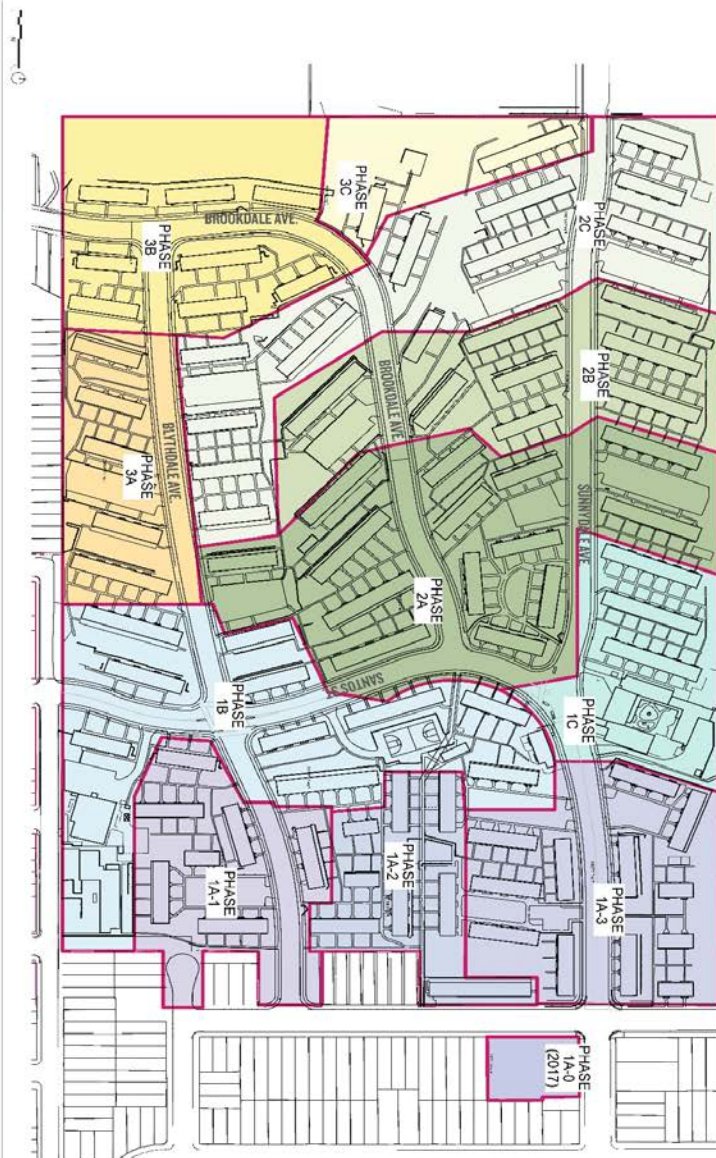 PHASE
3C
PHASE
2C
BROOKDALE AVE.
PHASE
3B
PHASE
2B
BROOKDALE AVE.
BLYTHDALE AVE.
PHASE
3A
SUNNYDALE AVE
PHASE
2A
SANTOS
PHASE
1B
PHASE
1C
PHASE
1A-1
PHASE
1A-2
PHASE
1A-3
PHASE
1A-0
(2017)